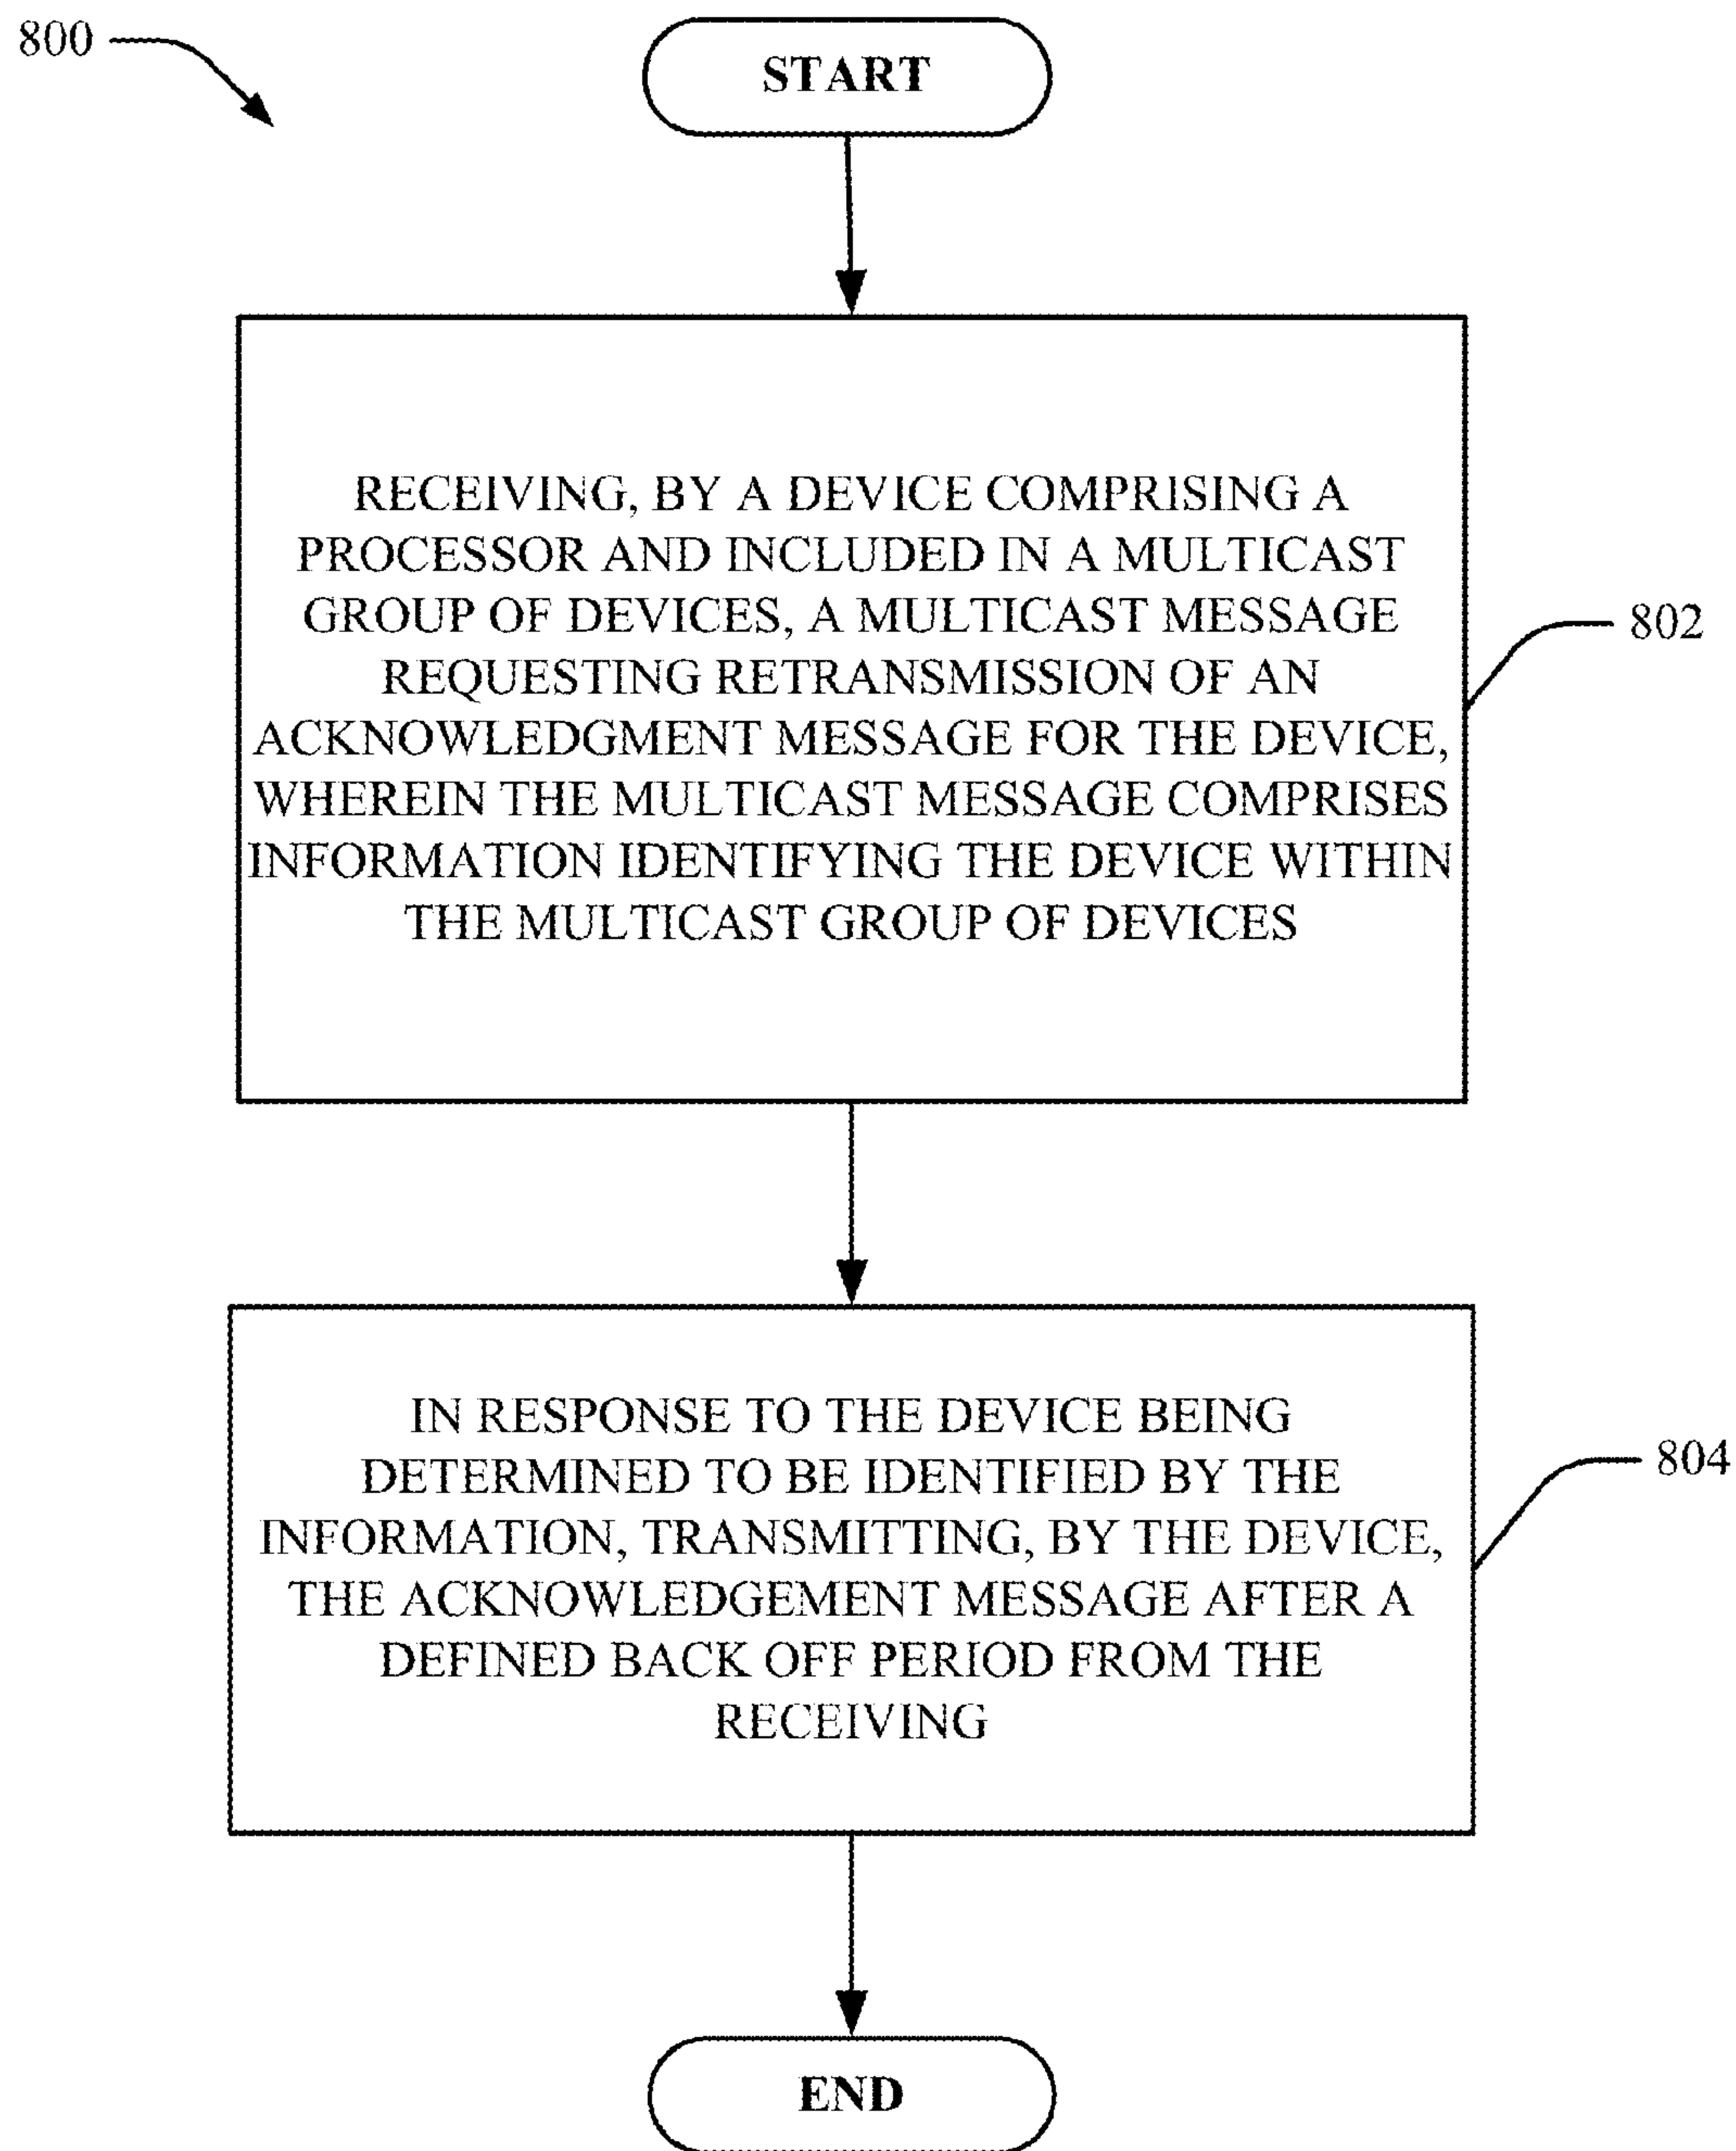 800
START
RECEIVING, BY A DEVICE COMPRISING A
PROCESSOR AND INCLUDED IN A MULTICAST
GROUP OF DEVICES, A MULTICAST MESSAGE
REQUESTING RETRANSMISSION OF AN
ACKNOWLEDGMENT MESSAGE FOR THE DEVICE,
WHEREIN THE MULTICAST MESSAGE COMPRISES
INFORMATION IDENTIFYING THE DEVICE WITHIN
THE MULTICAST GROUP OF DEVICES
802
IN RESPONSE TO THE DEVICE BEING
DETERMINED TO BE IDENTIFIED BY THE
INFORMATION, TRANSMITTING, BY THE DEVICE,
THE ACKNOWLEDGEMENT MESSAGE AFTER A
DEFINED BACK OFF PERIOD FROM THE
RECEIVING
804
END